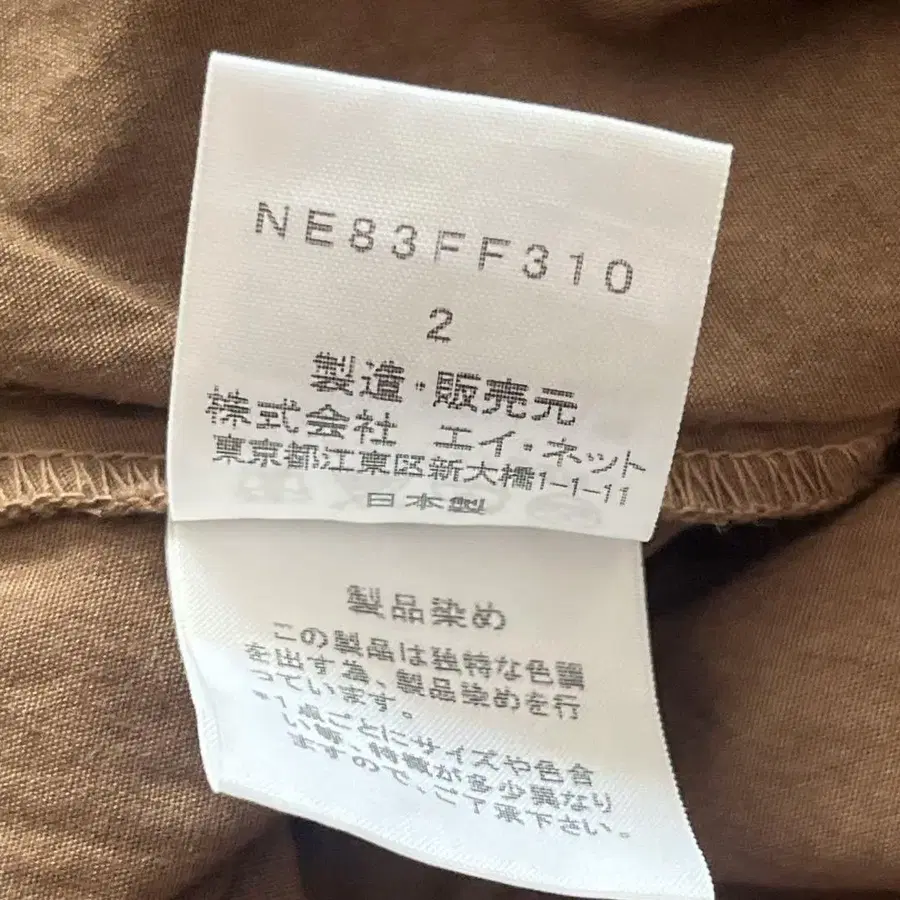 NE83FF310
2
製造・販売元
株式会社 エイ・ネット
東京都江東区新大橋1-1-11
日本製
製品染め
この製品は独特な色調
を出す為、製品染めを行
っています。
*1点ごとにサイズや色合
い等、特徴が多少異なり
ますので、ご了承下さい。